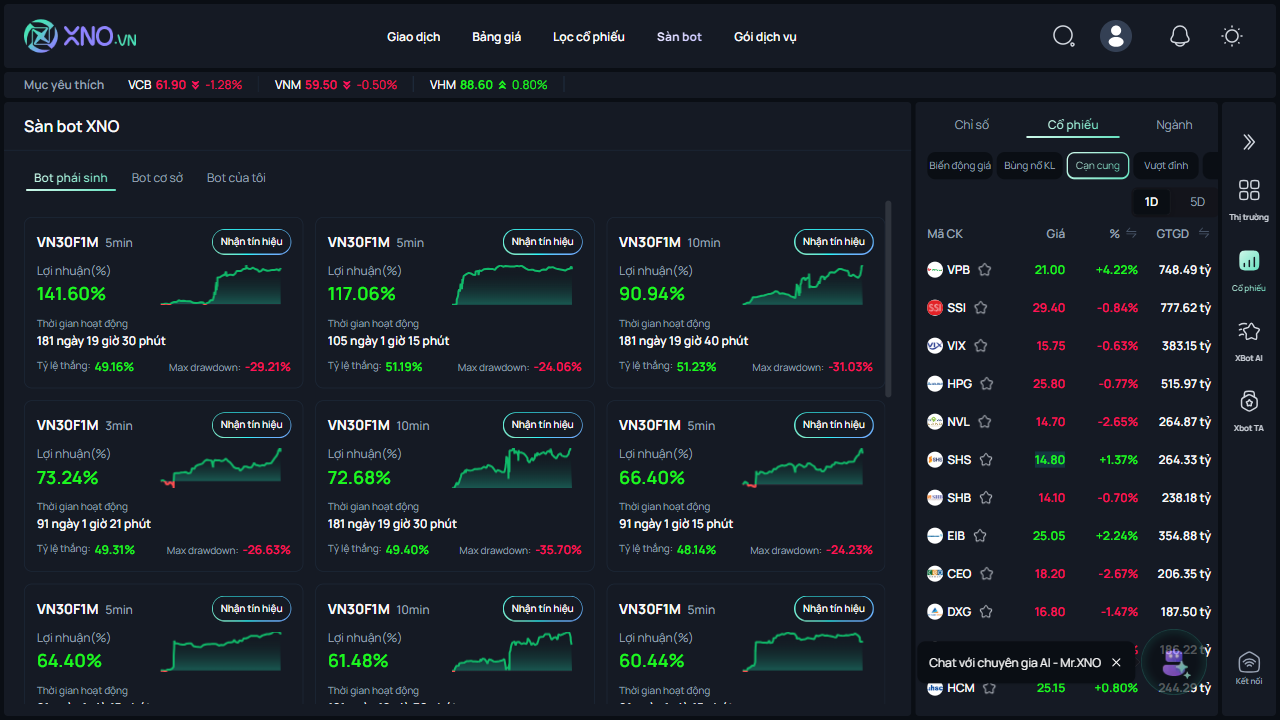 XNO.VN
Giao dịch Bảng giá Lọc cổ phiếu Sàn bot Gói dịch vụ
Mục yêu thích VCB 61.90 -1.28% VNM 59.50 -0.50% VHM 88.60 0.80%
Sàn bot XNO
Bot phái sinh Bot cơ sở Bot của tôi
VN30F1M 5min Nhận tín hiệu
Lợi nhuận(%)
141.60%
Thời gian hoạt động
181 ngày 19 giờ 30 phút
Tỷ lệ thắng: 49.16% Max drawdown: -29.21%
VN30F1M 5min Nhận tín hiệu
Lợi nhuận(%)
117.06%
Thời gian hoạt động
105 ngày 1 giờ 15 phút
Tỷ lệ thắng: 51.19% Max drawdown: -24.06%
VN30F1M 10min Nhận tín hiệu
Lợi nhuận(%)
90.94%
Thời gian hoạt động
181 ngày 19 giờ 40 phút
Tỷ lệ thắng: 51.23% Max drawdown: -31.03%
VN30F1M 3min Nhận tín hiệu
Lợi nhuận(%)
73.24%
Thời gian hoạt động
91 ngày 1 giờ 21 phút
Tỷ lệ thắng: 49.31% Max drawdown: -26.63%
VN30F1M 10min Nhận tín hiệu
Lợi nhuận(%)
72.68%
Thời gian hoạt động
181 ngày 19 giờ 30 phút
Tỷ lệ thắng: 49.40% Max drawdown: -35.70%
VN30F1M 5min Nhận tín hiệu
Lợi nhuận(%)
66.40%
Thời gian hoạt động
91 ngày 1 giờ 15 phút
Tỷ lệ thắng: 48.14% Max drawdown: -24.23%
VN30F1M 5min Nhận tín hiệu
Lợi nhuận(%)
64.40%
Thời gian hoạt động
VN30F1M 10min Nhận tín hiệu
Lợi nhuận(%)
61.48%
Thời gian hoạt động
VN30F1M 5min Nhận tín hiệu
Lợi nhuận(%)
60.44%
Thời gian hoạt động
Chỉ số Cổ phiếu Ngành
Biến động giá Bùng nổ KL Cạn cung Vượt đỉnh
1D 5D
Mã CK Giá % GTGD
VPB 21.00 +4.22% 748.49 tỷ
SSI 29.40 -0.84% 777.62 tỷ
VIX 15.75 -0.63% 383.15 tỷ
HPG 25.80 -0.77% 515.97 tỷ
NVL 14.70 -2.65% 264.87 tỷ
SHS 14.80 +1.37% 264.33 tỷ
SHB 14.10 -0.70% 238.18 tỷ
EIB 25.05 +2.24% 354.88 tỷ
CEO 18.20 -2.67% 206.35 tỷ
DXG 16.80 -1.47% 187.50 tỷ
186.22 tỷ
HCM 25.15 +0.80% 244.29 tỷ
Chat với chuyên gia AI - Mr.XNO
Thị trường
Cổ phiếu
XBot AI
Xbot TA
Kết nối